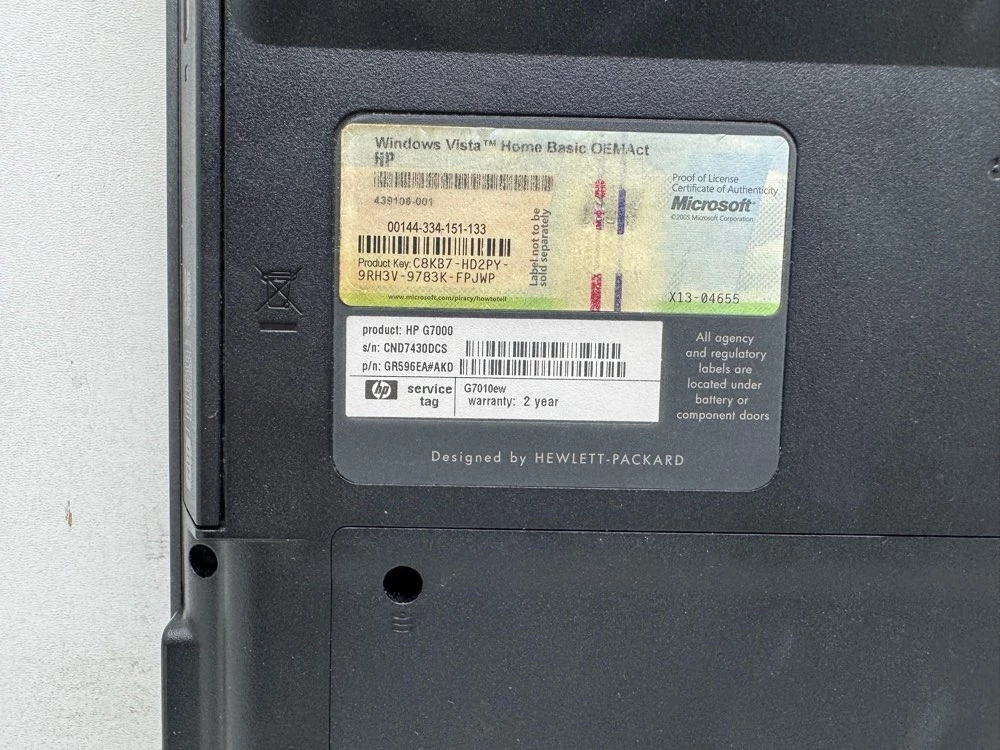 Windows Vista™ Home Basic OEMAct
HP
439106-001
00144-334-151-133
Product Key: C8KB7-HD2PY-
9RH3V-9783K-FPJWP
www.microsoft.com/piracy/howtotell
Label not to be
sold separately
Proof of License
Certificate of Authenticity
Microsoft
©2005 Microsoft Corporation
X13-04655
product: HP G7000
s/n: CND7430DCS
p/n: GR596EA#AKD
hp service tag
G7010ew
warranty: 2 year
All agency
and regulatory
labels are
located under
battery or
component doors
Designed by HEWLETT-PACKARD